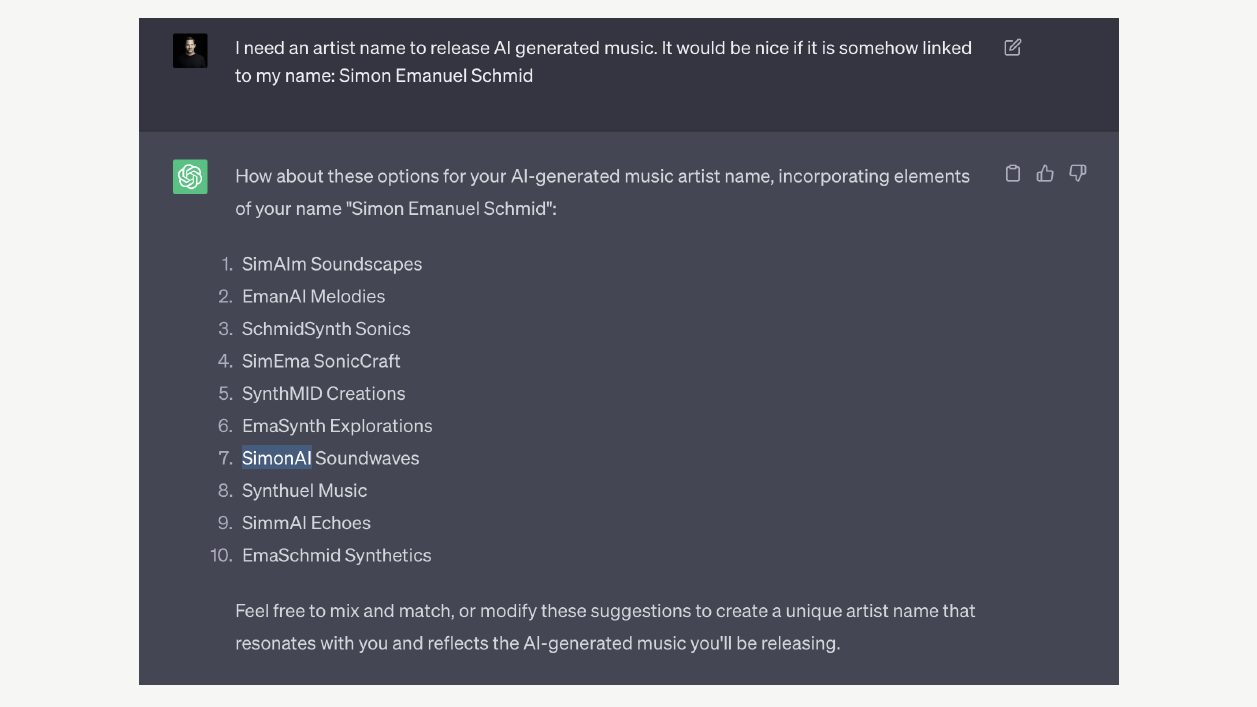 I need an artist name to release AI generated music. It would be nice if it is somehow linked
to my name: Simon Emanuel Schmid
How about these options for your AI-generated music artist name, incorporating elements
of your name "Simon Emanuel Schmid":
1. SimAIm Soundscapes
2. EmanAI Melodies
3. SchmidSynth Sonics
4. SimEma SonicCraft
5. SynthMID Creations
6. EmaSynth Explorations
7. SimonAI Soundwaves
8. Synthuel Music
9. SimmAI Echoes
10. EmaSchmid Synthetics
Feel free to mix and match, or modify these suggestions to create a unique artist name that
resonates with you and reflects the AI-generated music you'll be releasing.